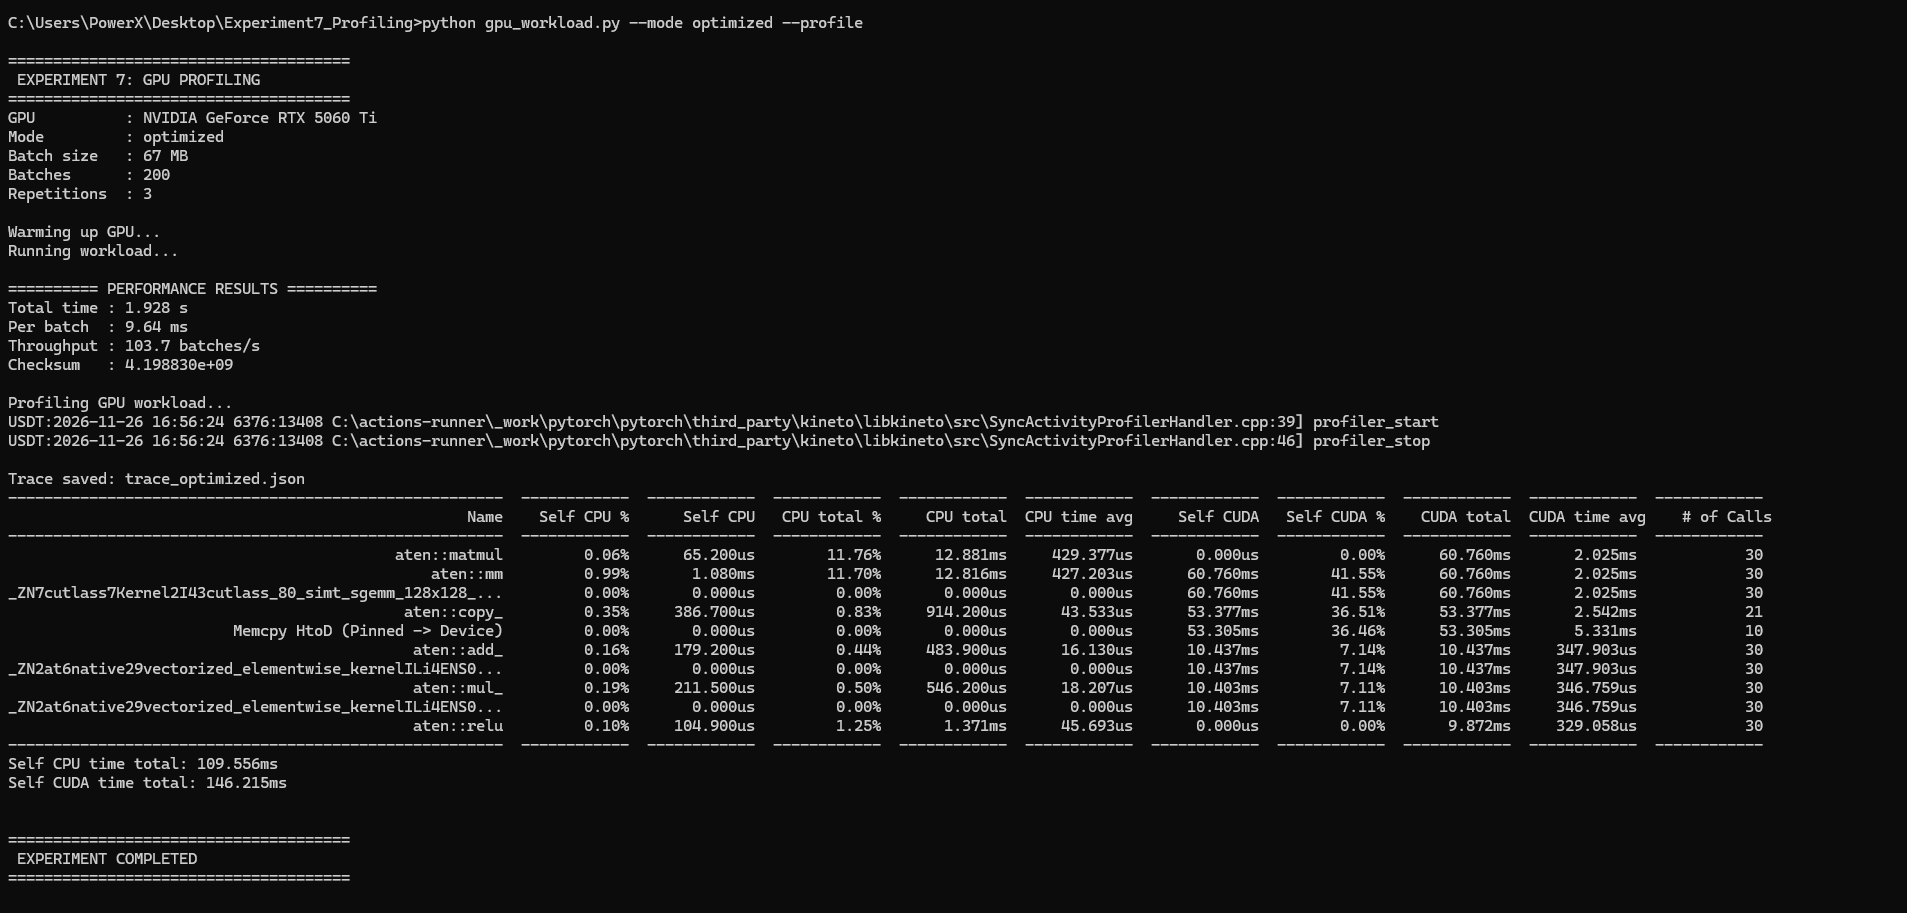 C:\Users\PowerX\Desktop\Experiment7_Profiling>python gpu_workload.py --mode optimized --profile
======================================
 EXPERIMENT 7: GPU PROFILING
======================================
GPU          : NVIDIA GeForce RTX 5060 Ti
Mode         : optimized
Batch size   : 67 MB
Batches      : 200
Repetitions  : 3
Warming up GPU...
Running workload...
========== PERFORMANCE RESULTS ==========
Total time : 1.928 s
Per batch  : 9.64 ms
Throughput : 103.7 batches/s
Checksum   : 4.198830e+09
Profiling GPU workload...
USDT:2026-11-26 16:56:24 6376:13408 C:\actions-runner\_work\pytorch\pytorch\third_party\kineto\libkineto\src\SyncActivityProfilerHandler.cpp:39] profiler_start
USDT:2026-11-26 16:56:24 6376:13408 C:\actions-runner\_work\pytorch\pytorch\third_party\kineto\libkineto\src\SyncActivityProfilerHandler.cpp:46] profiler_stop
Trace saved: trace_optimized.json
-------------------------------------------------------  ------------  ------------  ------------  ------------  ------------  ------------  ------------  ------------  ------------  ------------
Name    Self CPU %      Self CPU   CPU total %     CPU total  CPU time avg     Self CUDA   Self CUDA %    CUDA total  CUDA time avg    # of Calls
-------------------------------------------------------  ------------  ------------  ------------  ------------  ------------  ------------  ------------  ------------  ------------  ------------
aten::matmul         0.06%      65.200us        11.76%      12.881ms     429.377us       0.000us         0.00%      60.760ms       2.025ms            30
aten::mm         0.99%       1.080ms        11.70%      12.816ms     427.203us      60.760ms        41.55%      60.760ms       2.025ms            30
_ZN7cutlass7Kernel2I43cutlass_80_simt_sgemm_128x128_...         0.00%       0.000us         0.00%       0.000us       0.000us      60.760ms        41.55%      60.760ms       2.025ms            30
aten::copy_         0.35%     386.700us         0.83%     914.200us      43.533us      53.377ms        36.51%      53.377ms       2.542ms            21
Memcpy HtoD (Pinned -> Device)         0.00%       0.000us         0.00%       0.000us       0.000us      53.305ms        36.46%      53.305ms       5.331ms            10
aten::add_         0.16%     179.200us         0.44%     483.900us      16.130us      10.437ms         7.14%      10.437ms     347.903us            30
_ZN2at6native29vectorized_elementwise_kernelILi4ENS0...         0.00%       0.000us         0.00%       0.000us       0.000us      10.437ms         7.14%      10.437ms     347.903us            30
aten::mul_         0.19%     211.500us         0.50%     546.200us      18.207us      10.403ms         7.11%      10.403ms     346.759us            30
_ZN2at6native29vectorized_elementwise_kernelILi4ENS0...         0.00%       0.000us         0.00%       0.000us       0.000us      10.403ms         7.11%      10.403ms     346.759us            30
aten::relu         0.10%     104.900us         1.25%       1.371ms      45.693us       0.000us         0.00%       9.872ms     329.058us            30
-------------------------------------------------------  ------------  ------------  ------------  ------------  ------------  ------------  ------------  ------------  ------------  ------------
Self CPU time total: 109.556ms
Self CUDA time total: 146.215ms
======================================
 EXPERIMENT COMPLETED
======================================